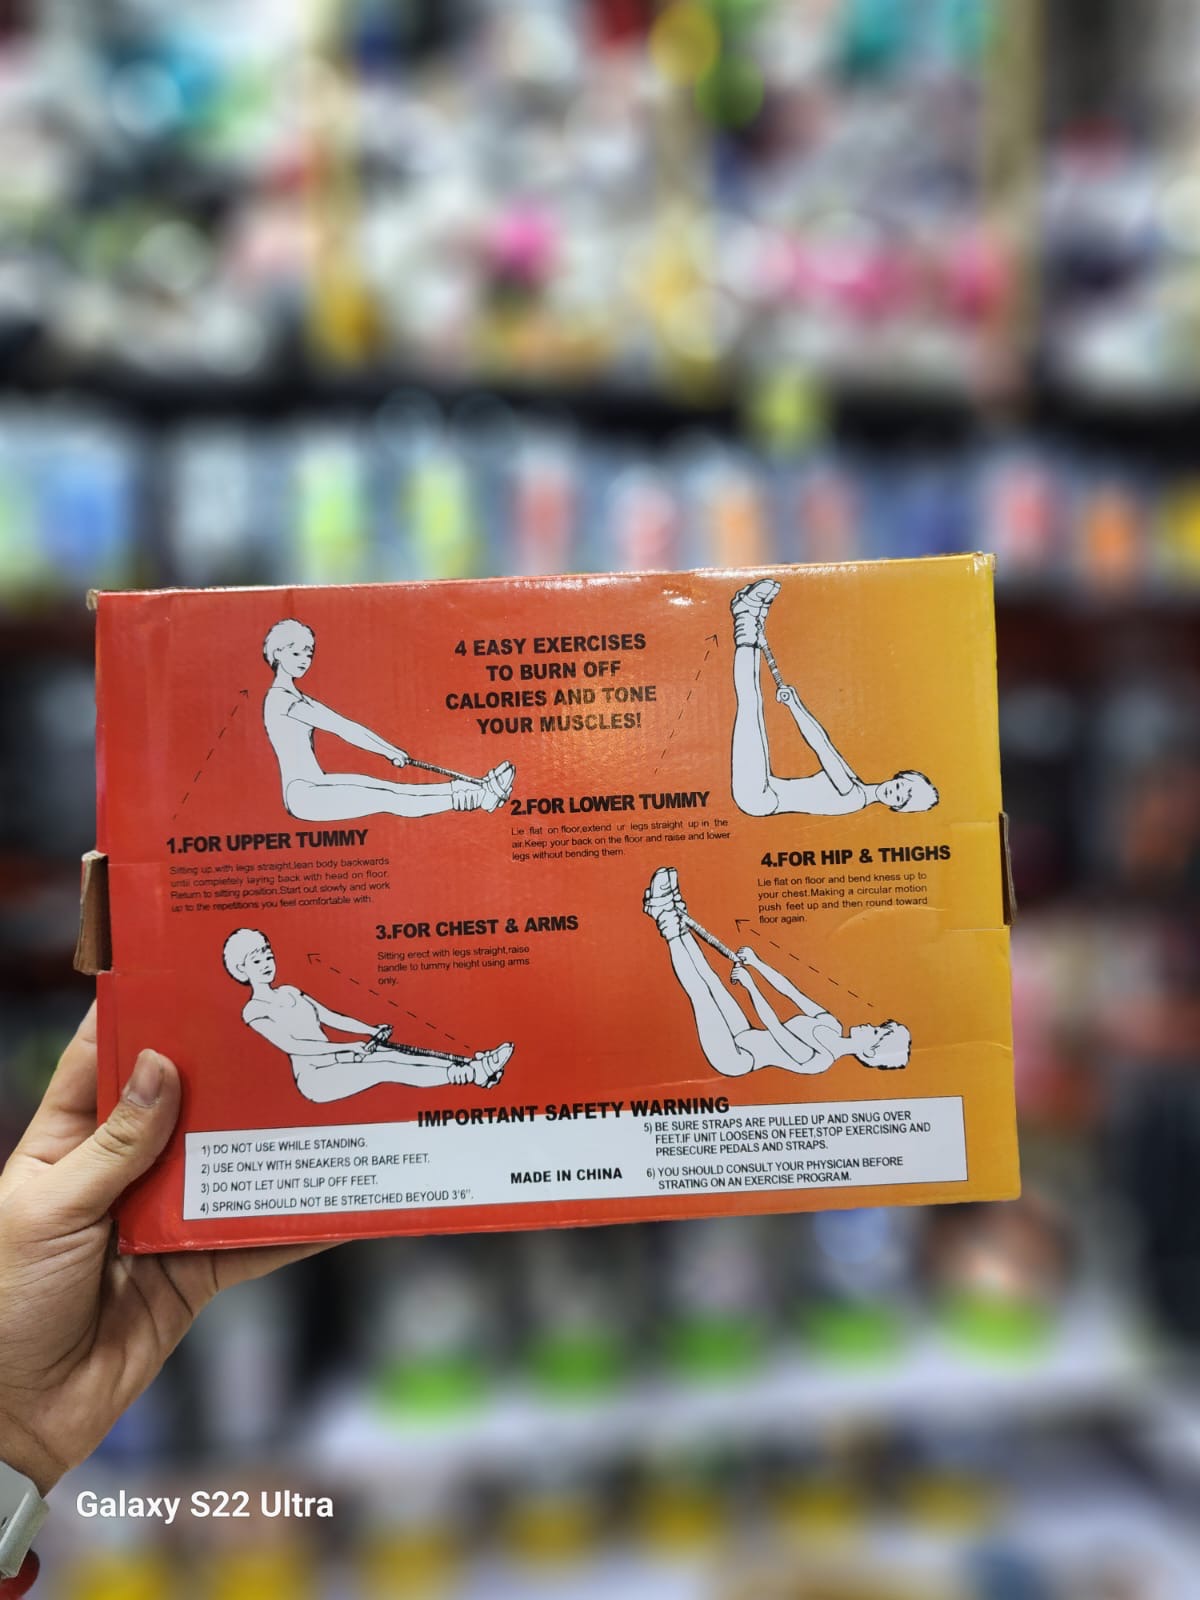 4 EASY EXERCISES
TO BURN OFF
CALORIES AND TONE
YOUR MUSCLES!
1.FOR UPPER TUMMY
Sitting up,with legs straight,lean body backwards
until completely laying back with head on floor.
Return to sitting position.Start out slowly and work
up to the repetitions you feel comfortable with.
2.FOR LOWER TUMMY
Lie flat on floor,extend ur legs straight up in the
air.Keep your back on the floor and raise and lower
legs without bending them.
3.FOR CHEST & ARMS
Sitting erect with legs straight,raise
handle to tummy height using arms
only.
4.FOR HIP & THIGHS
Lie flat on floor and bend kness up to
your chest.Making a circular motion
push feet up and then round toward
floor again.
IMPORTANT SAFETY WARNING
1) DO NOT USE WHILE STANDING.
2) USE ONLY WITH SNEAKERS OR BARE FEET.
3) DO NOT LET UNIT SLIP OFF FEET.
4) SPRING SHOULD NOT BE STRETCHED BEYOUD 3'6".
MADE IN CHINA
5) BE SURE STRAPS ARE PULLED UP AND SNUG OVER
FEET.IF UNIT LOOSENS ON FEET,STOP EXERCISING AND
PRESECURE PEDALS AND STRAPS.
6) YOU SHOULD CONSULT YOUR PHYSICIAN BEFORE
STRATING ON AN EXERCISE PROGRAM.
Galaxy S22 Ultra